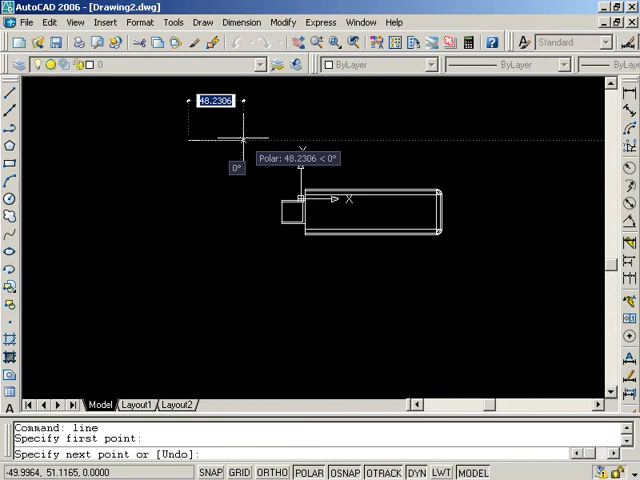 AutoCAD 2006 - [Drawing2.dwg]
File Edit View Insert Format Tools Draw Dimension Modify Express Window Help
Standard
0 ByLayer ByLayer
48.2306
Polar: 48.2306 < 0°
0°
Y
X
Model Layout1 Layout2
Command: line
Specify first point:
Specify next point or [Undo]:
-49.9964, 51.1165, 0.0000 SNAP GRID ORTHO POLAR OSNAP OTRACK DYN LWT MODEL